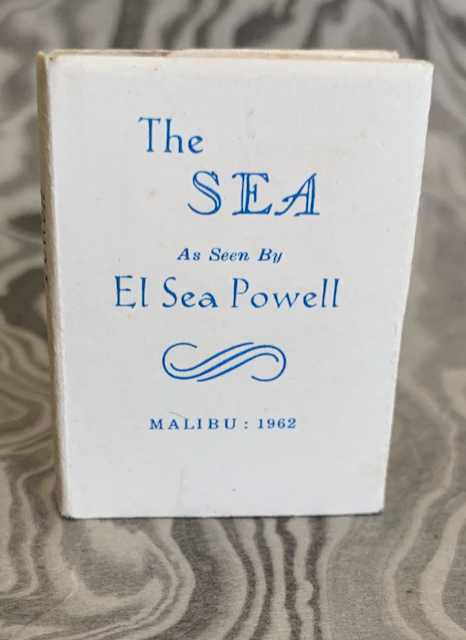 The
SEA
As Seen By
El Sea Powell
MALIBU : 1962